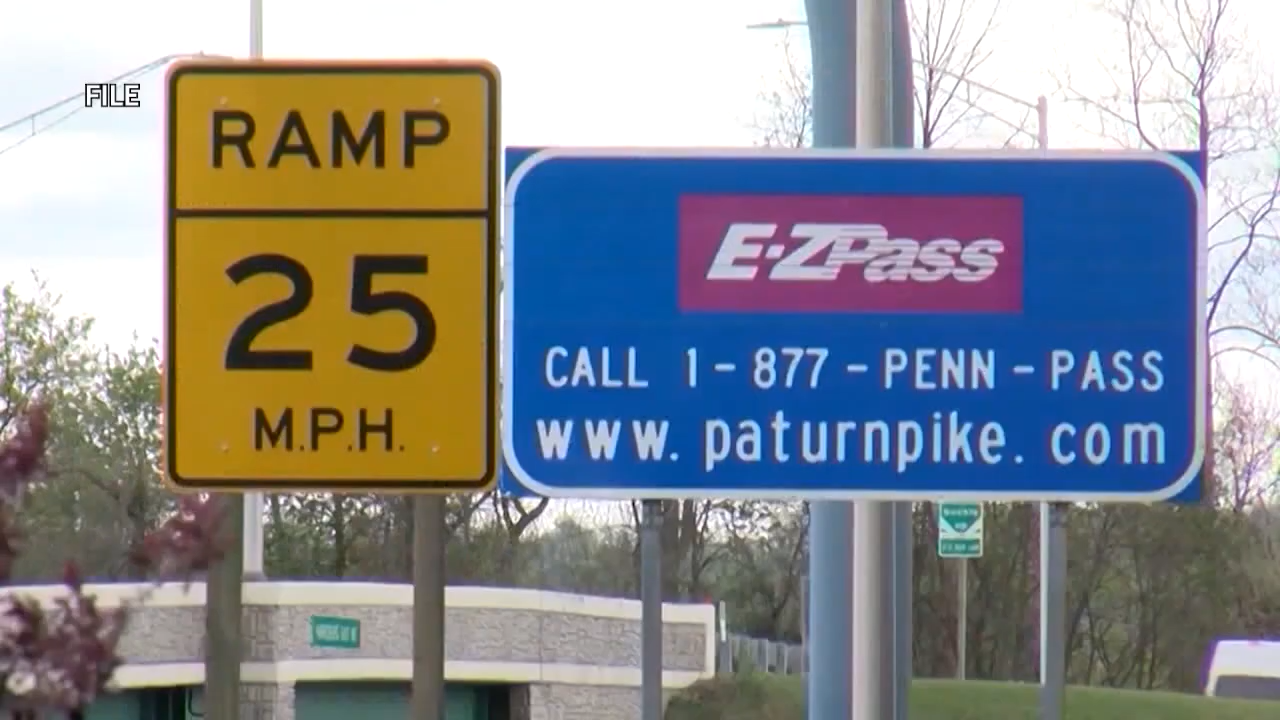 FILE
RAMP
25
M.P.H.
E-ZPass
CALL 1-877-PENN-PASS
www.paturnpike.com